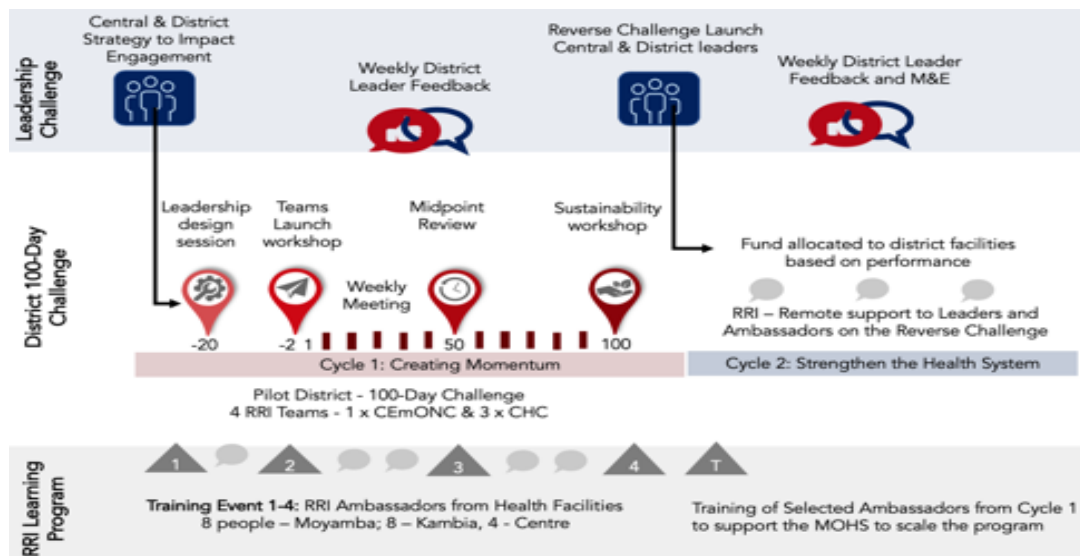 Leadership
Challenge
Central & District
Strategy to Impact
Engagement
Weekly District
Leader Feedback
Reverse Challenge Launch
Central & District leaders
Weekly District Leader
Feedback and M&E
District 100-Day
Challenge
Leadership
design
session
Teams
Launch
workshop
Weekly
Meeting
Midpoint
Review
Sustainability
workshop
-20
-2
1
50
100
Fund allocated to district facilities
based on performance
RRI – Remote support to Leaders and
Ambassadors on the Reverse Challenge
Cycle 1: Creating Momentum
Cycle 2: Strengthen the Health System
Pilot District - 100-Day Challenge
4 RRI Teams - 1 x CEmONC & 3 x CHC
RRI Learning
Program
1
2
3
4
T
Training Event 1-4: RRI Ambassadors from Health Facilities
8 people – Moyamba; 8 – Kambia, 4 - Centre
Training of Selected Ambassadors from Cycle 1
to support the MOHS to scale the program